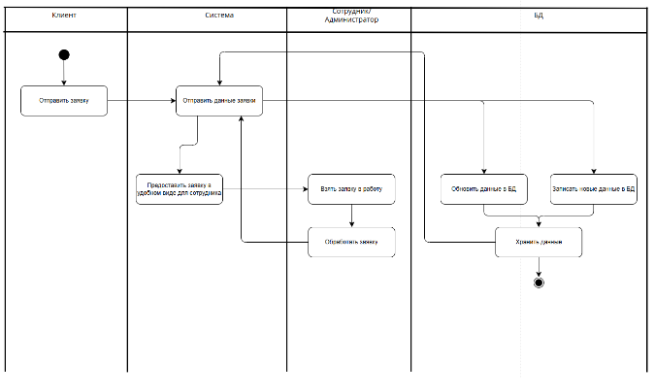 Клиент
Система
Сотрудник/
Администратор
БД
Отправить заявку
Отправить данные заявки
Предоставить заявку в
удобном виде для сотрудника
Взять заявку в работу
Обновить данные в БД
Записать новые данные в БД
Обработать заявку
Хранить данные